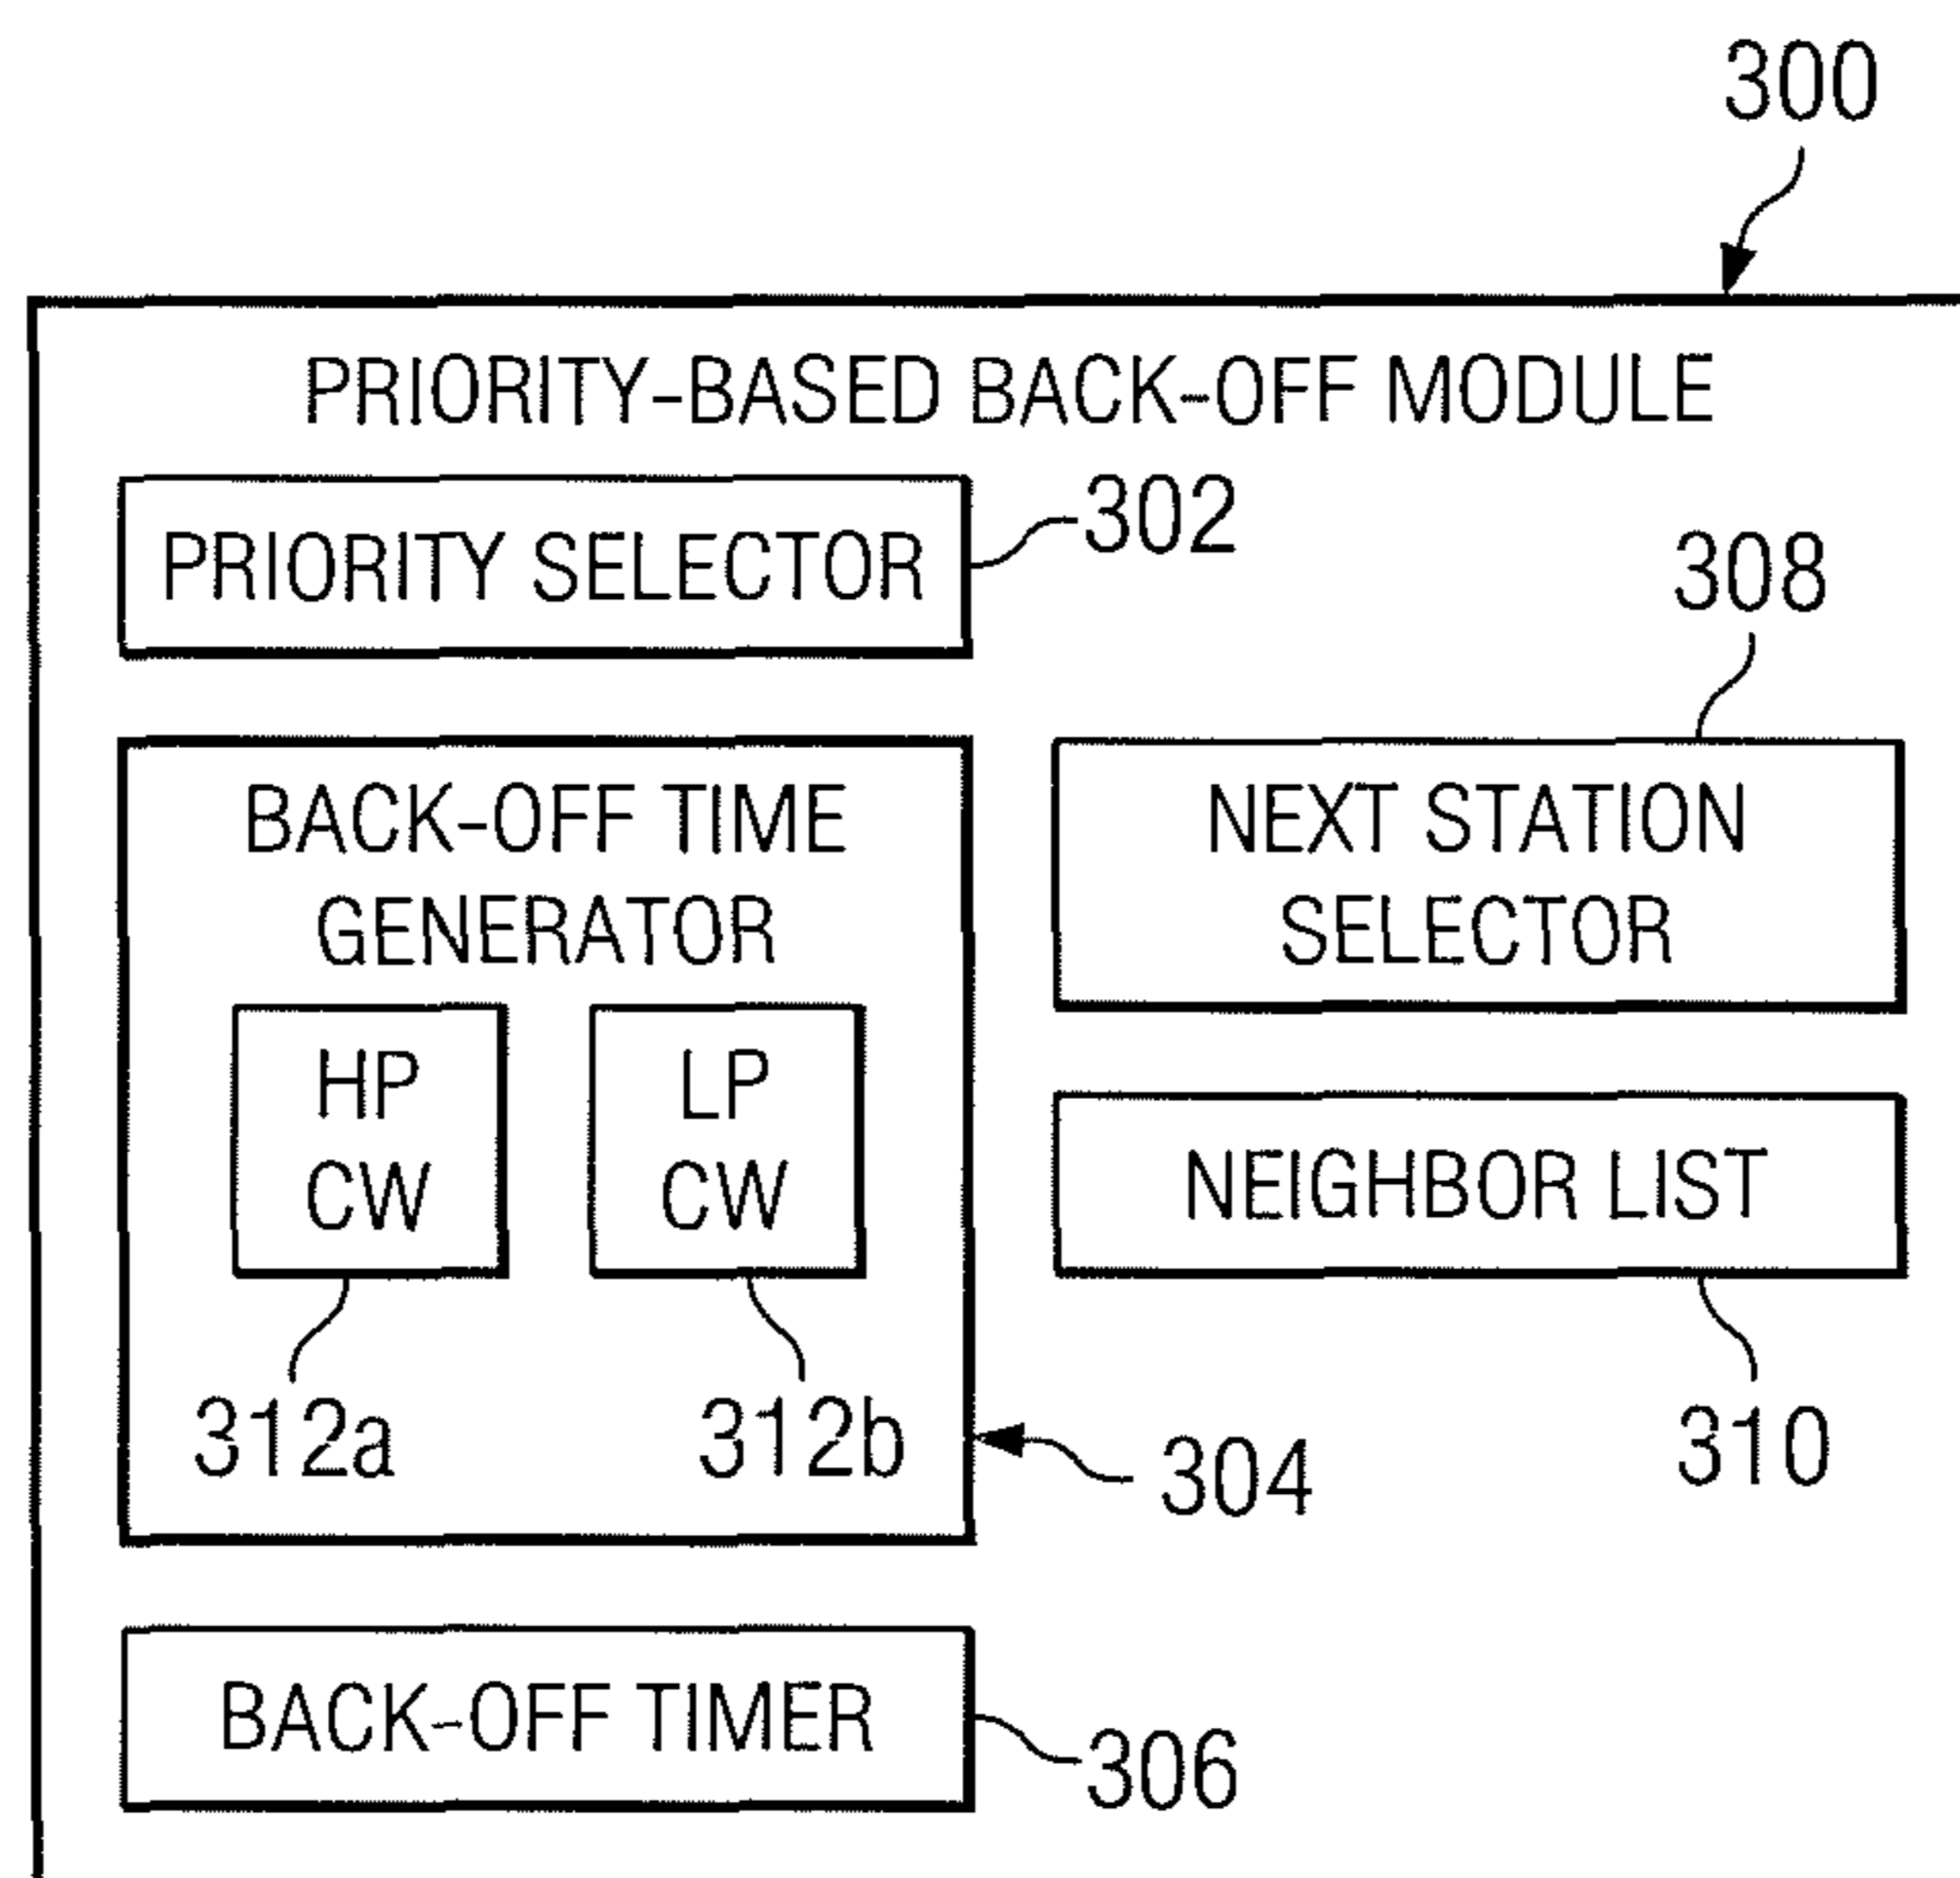 300
PRIORITY-BASED BACK-OFF MODULE
PRIORITY SELECTOR
302
BACK-OFF TIME
GENERATOR
HP
CW
LP
CW
312a
312b
304
308
NEXT STATION
SELECTOR
NEIGHBOR LIST
310
BACK-OFF TIMER
306